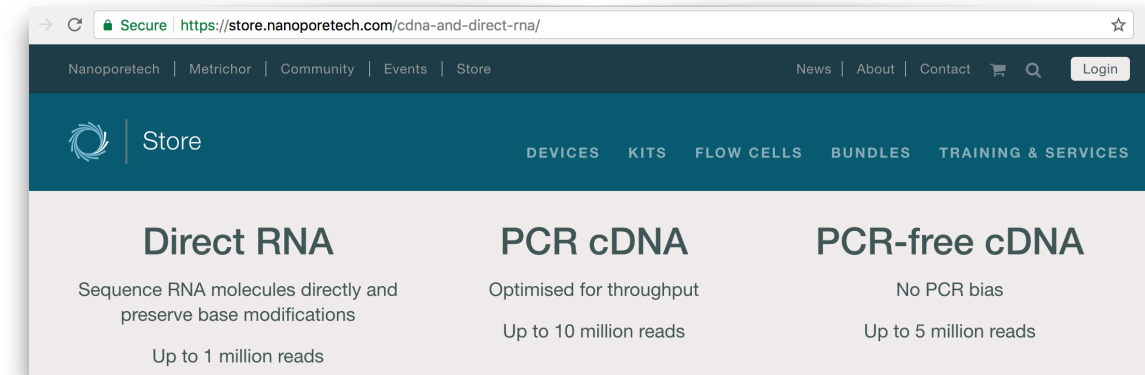 Secure | https://store.nanoporetech.com/cdna-and-direct-rna/
Nanoporetech | Metrichor | Community | Events | Store News | About | Contact Login
Store
DEVICES KITS FLOW CELLS BUNDLES TRAINING & SERVICES
Direct RNA
Sequence RNA molecules directly and
preserve base modifications
Up to 1 million reads
PCR cDNA
Optimised for throughput
Up to 10 million reads
PCR-free cDNA
No PCR bias
Up to 5 million reads